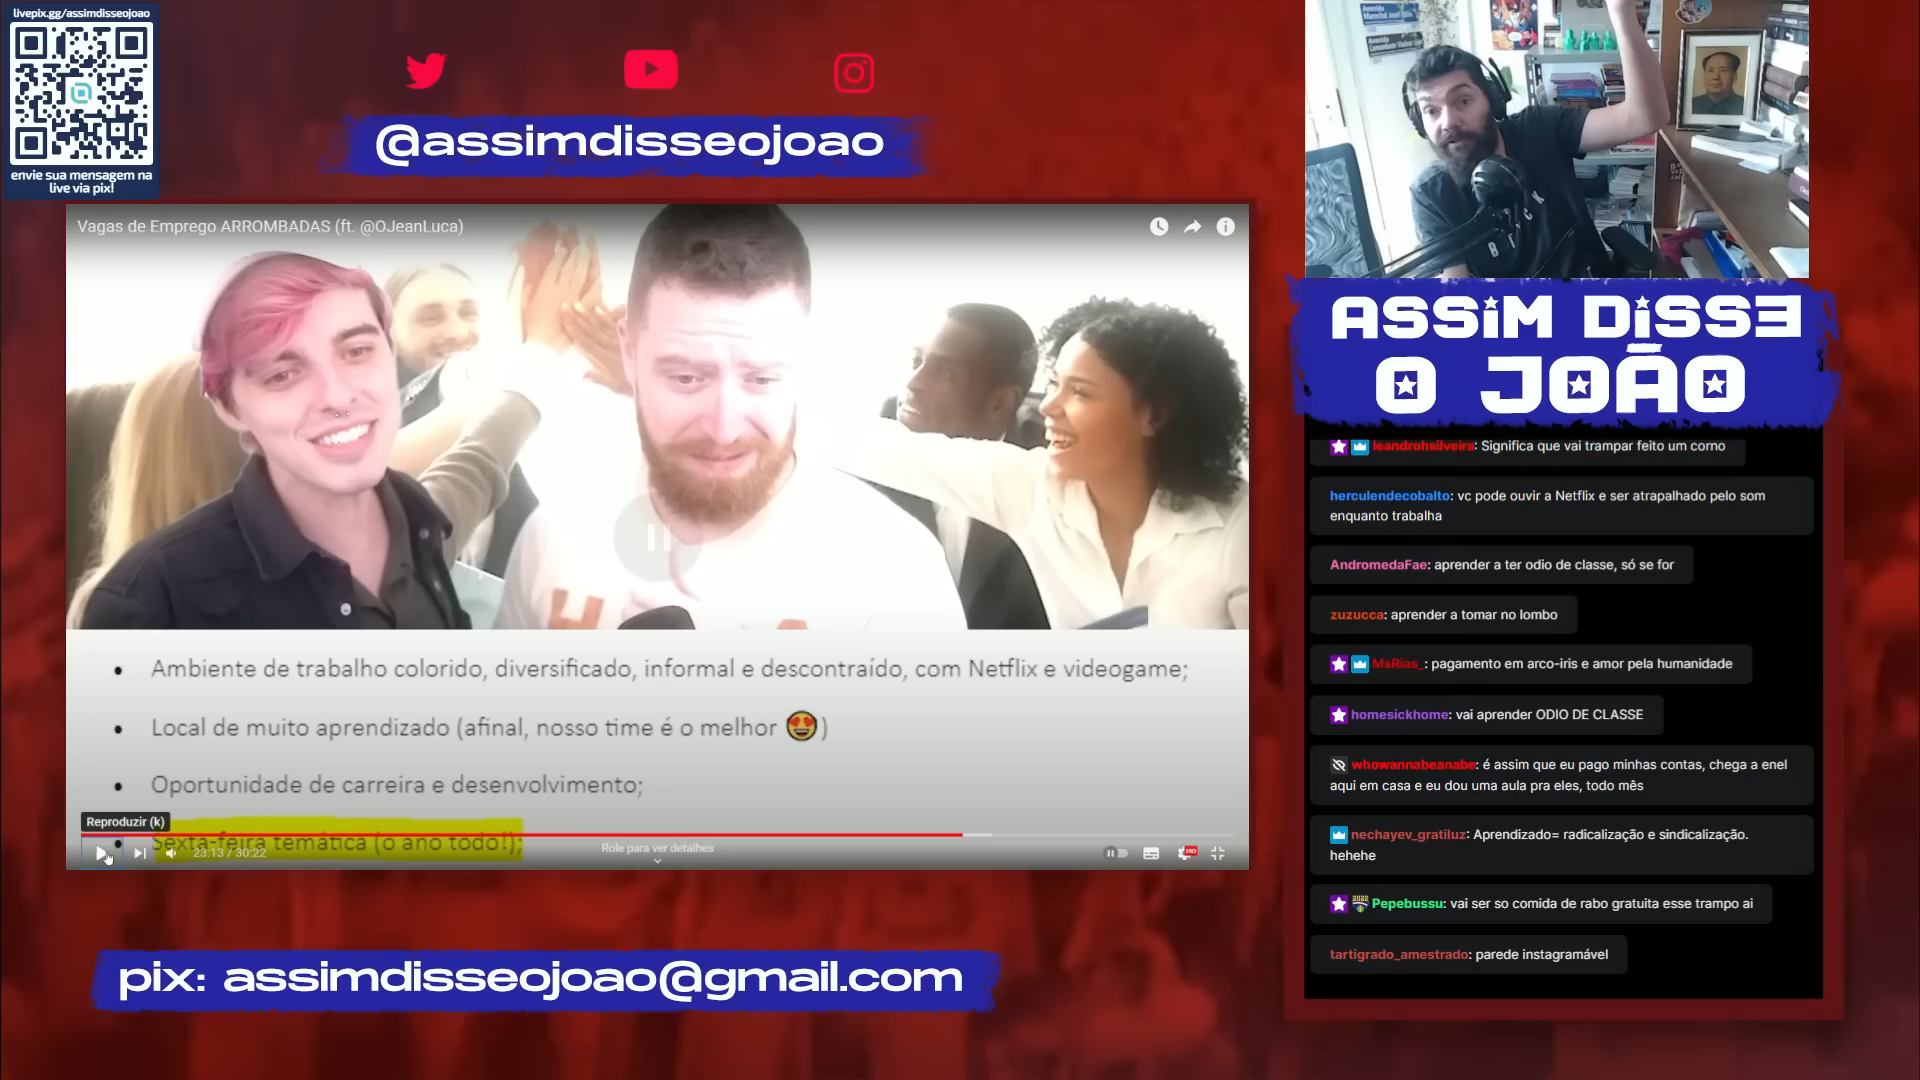 livepix.gg/assimdisseojoao
envie sua mensagem na
live via pix!
@assimdisseojoao
Vagas de Emprego ARROMBADAS (ft. @OJeanLuca)
• Ambiente de trabalho colorido, diversificado, informal e descontraído, com Netflix e videogame;
• Local de muito aprendizado (afinal, nosso time é o melhor 😍)
• Oportunidade de carreira e desenvolvimento;
Reproduzir (k)
• Sexta-feira temática (o ano todo!);
23:13 / 30:22
Role para ver detalhes
HD
pix: assimdisseojoao@gmail.com
ASSIM DISSE
O JOÃO
leandrohsilveira: Significa que vai trampar feito um corno
herculendecobalto: vc pode ouvir a Netflix e ser atrapalhado pelo som
enquanto trabalha
AndromedaFae: aprender a ter odio de classe, só se for
zuzucca: aprender a tomar no lombo
MsRias_: pagamento em arco-iris e amor pela humanidade
homesickhome: vai aprender ODIO DE CLASSE
whowannabeanabe: é assim que eu pago minhas contas, chega a enel
aqui em casa e eu dou uma aula pra eles, todo mês
nechayev_gratiluz: Aprendizado= radicalização e sindicalização.
hehehe
Pepebussu: vai ser so comida de rabo gratuita esse trampo ai
tartigrado_amestrado: parede instagramável